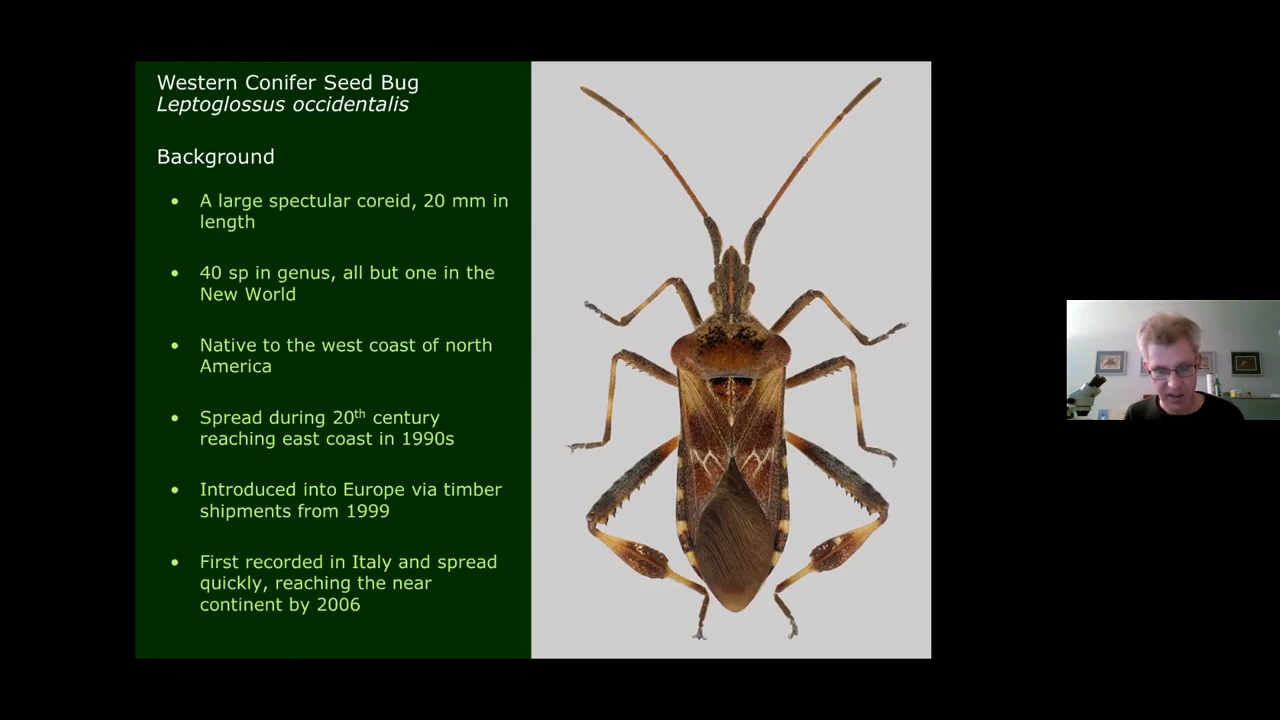 Western Conifer Seed Bug
Leptoglossus occidentalis
Background
• A large spectular coreid, 20 mm in
length
• 40 sp in genus, all but one in the
New World
• Native to the west coast of north
America
• Spread during 20th century
reaching east coast in 1990s
• Introduced into Europe via timber
shipments from 1999
• First recorded in Italy and spread
quickly, reaching the near
continent by 2006